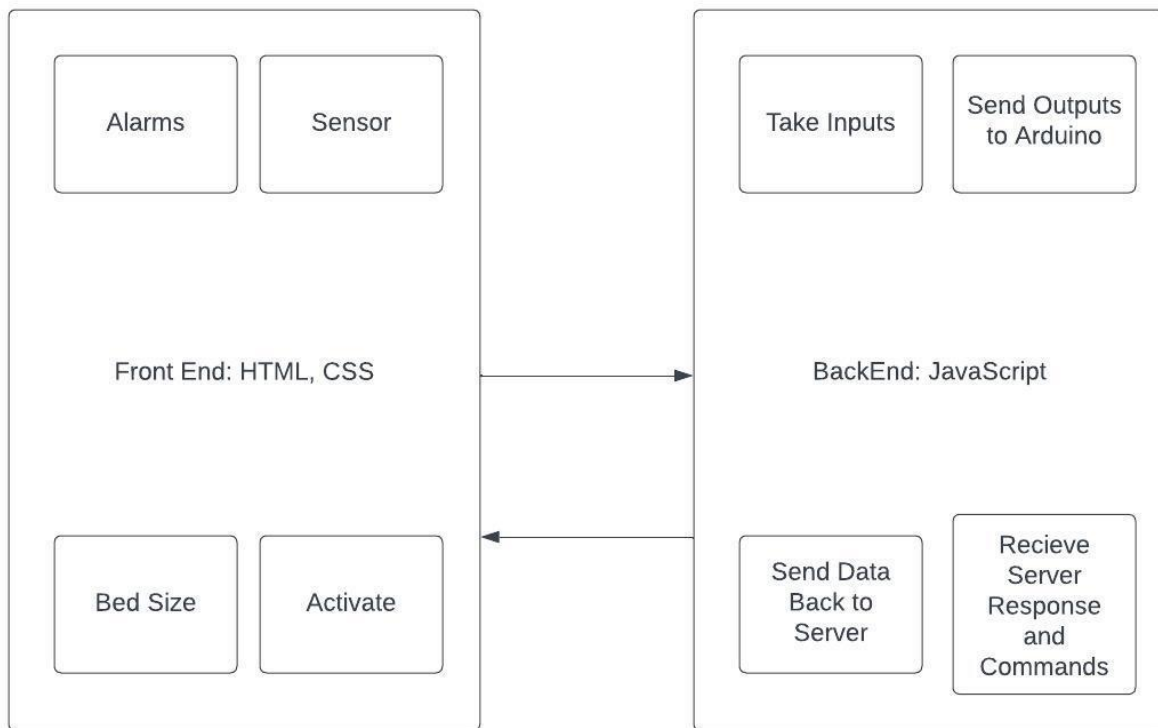 Alarms
Sensor
Front End: HTML, CSS
Bed Size
Activate
Take Inputs
Send Outputs
to Arduino
BackEnd: JavaScript
Send Data
Back to
Server
Recieve
Server
Response
and
Commands